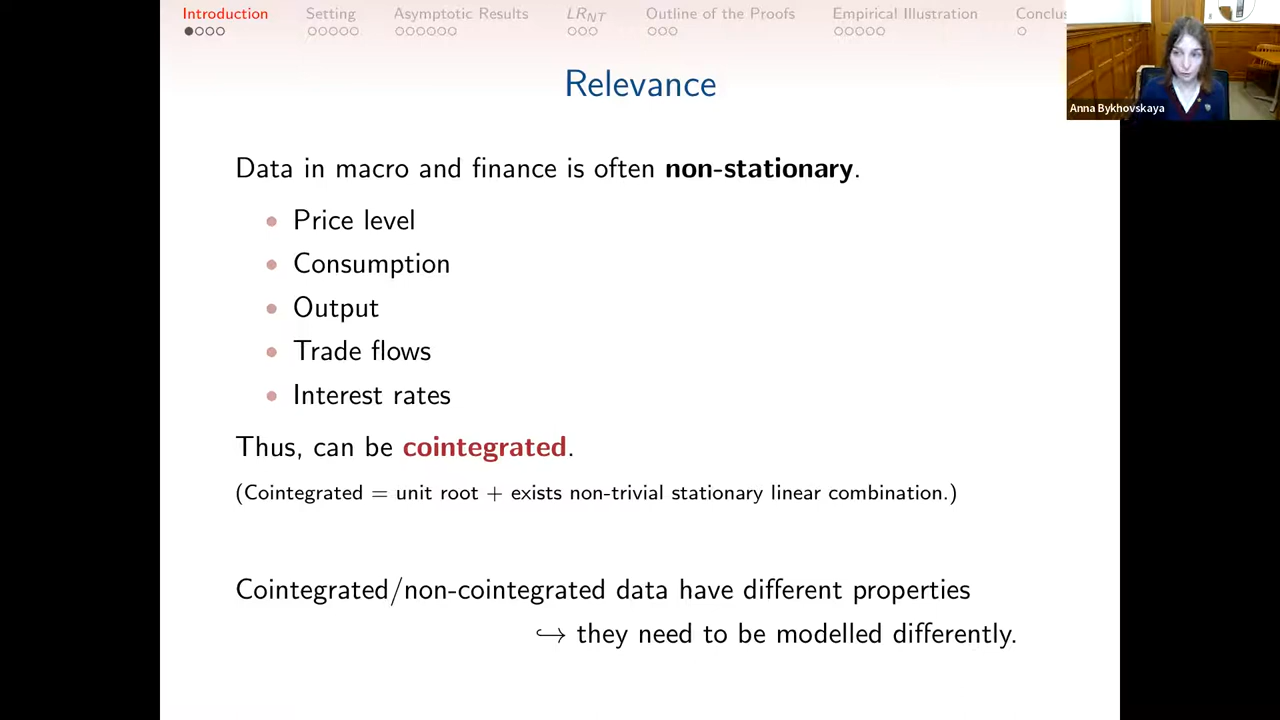 Introduction Setting Asymptotic Results LR_NT Outline of the Proofs Empirical Illustration Conclus
Anna Bykhovskaya
Relevance
Data in macro and finance is often non-stationary.
• Price level
• Consumption
• Output
• Trade flows
• Interest rates
Thus, can be cointegrated.
(Cointegrated = unit root + exists non-trivial stationary linear combination.)
Cointegrated/non-cointegrated data have different properties
↪ they need to be modelled differently.